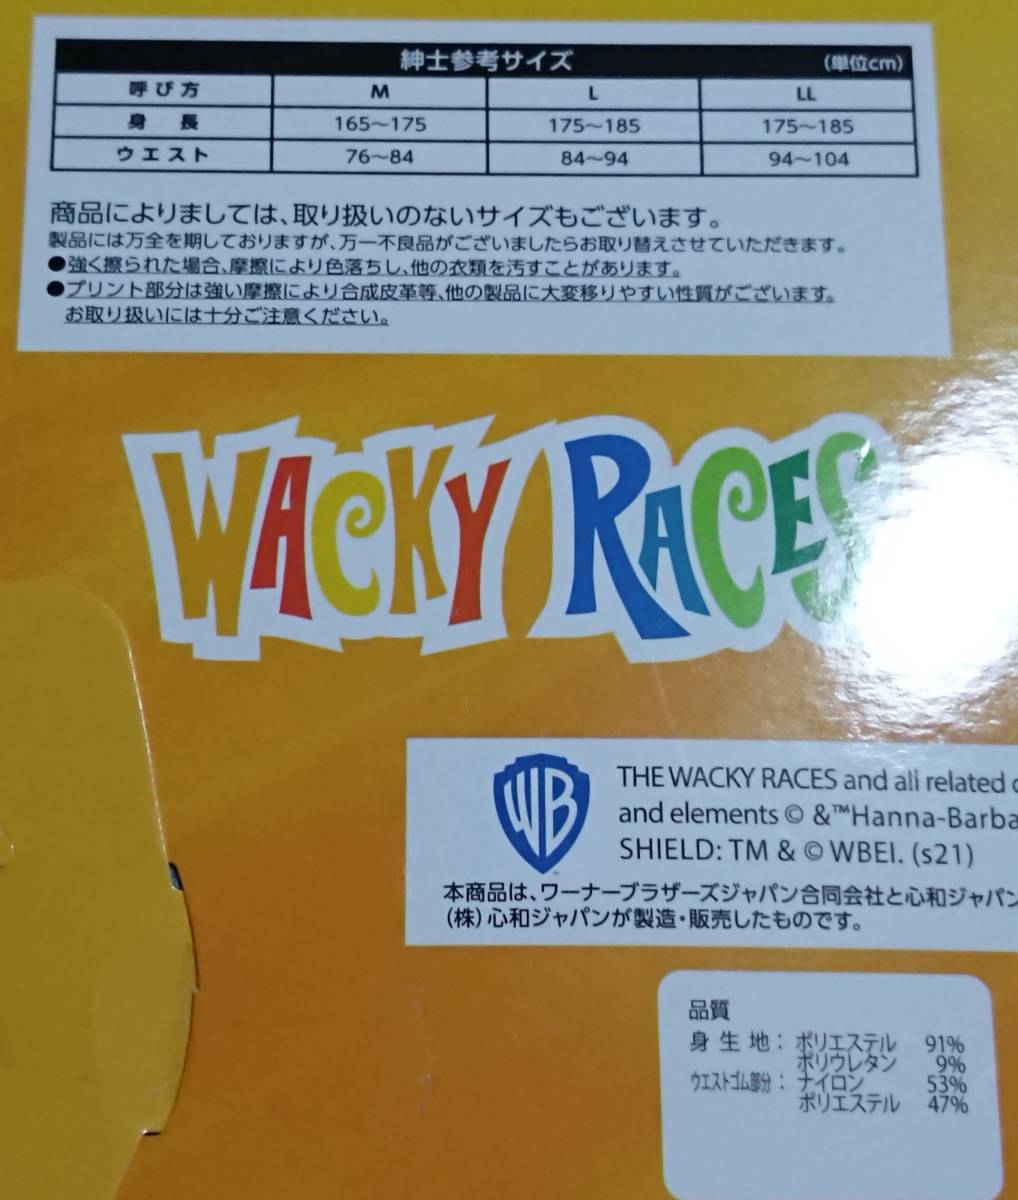 紳士参考サイズ (単位cm)
呼び方 M L LL
身長 165〜175 175〜185 175〜185
ウエスト 76〜84 84〜94 94〜104
商品によりましては、取り扱いのないサイズもございます。
製品には万全を期しておりますが、万一不良品がございましたらお取り替えさせていただきます。
●強く擦られた場合、摩擦により色落ちし、他の衣類を汚すことがあります。
●プリント部分は強い摩擦により合成皮革等、他の製品に大変移りやすい性質がございます。
お取り扱いには十分ご注意ください。
WACKY RACES
WB
THE WACKY RACES and all related
and elements © &™Hanna-Barba
SHIELD: TM & © WBEI. (s21)
本商品は、ワーナーブラザーズジャパン合同会社と心和ジャパン
(株)心和ジャパンが製造・販売したものです。
品質
身生地: ポリエステル 91%
ポリウレタン 9%
ウエストゴム部分: ナイロン 53%
ポリエステル 47%